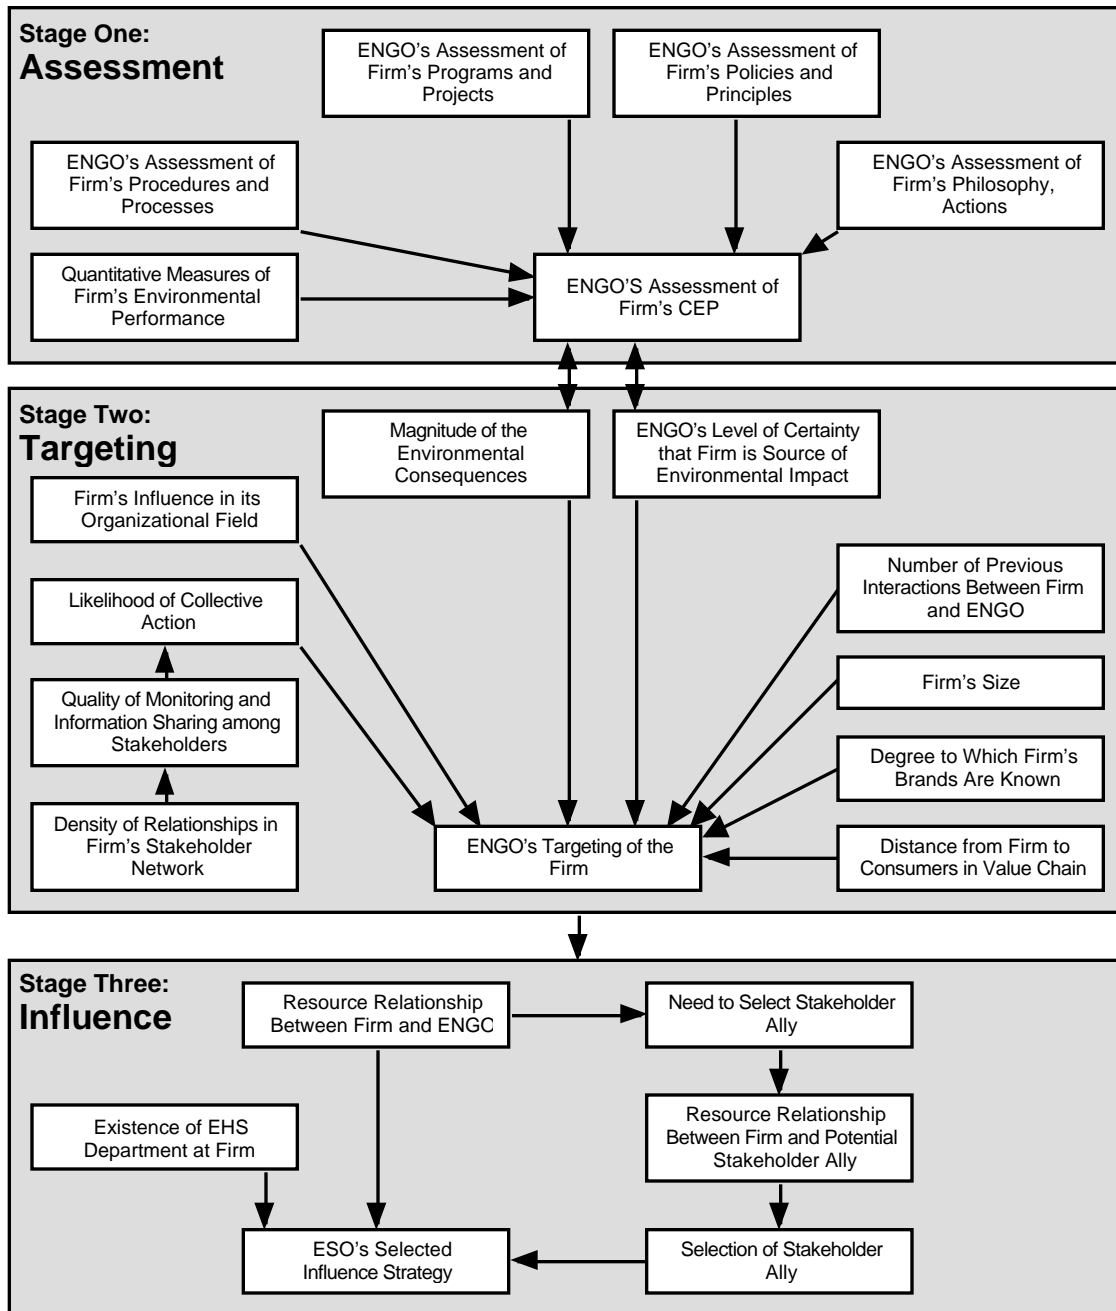 Stage One:
Assessment
ENGO's Assessment of
Firm's Programs and
Projects
ENGO's Assessment of
Firm's Policies and
Principles
ENGO's Assessment of
Firm's Procedures and
Processes
ENGO's Assessment of
Firm's Philosophy,
Actions
Quantitative Measures of
Firm's Environmental
Performance
ENGO'S Assessment of
Firm's CEP
Stage Two:
Targeting
Magnitude of the
Environmental
Consequences
ENGO's Level of Certainty
that Firm is Source of
Environmental Impact
Firm's Influence in its
Organizational Field
Likelihood of Collective
Action
Quality of Monitoring and
Information Sharing among
Stakeholders
Density of Relationships in
Firm's Stakeholder
Network
Number of Previous
Interactions Between Firm
and ENGO
Firm's Size
Degree to Which Firm's
Brands Are Known
Distance from Firm to
Consumers in Value Chain
ENGO's Targeting of the
Firm
Stage Three:
Influence
Resource Relationship
Between Firm and ENGO
Need to Select Stakeholder
Ally
Existence of EHS
Department at Firm
Resource Relationship
Between Firm and Potential
Stakeholder Ally
ESO's Selected
Influence Strategy
Selection of Stakeholder
Ally